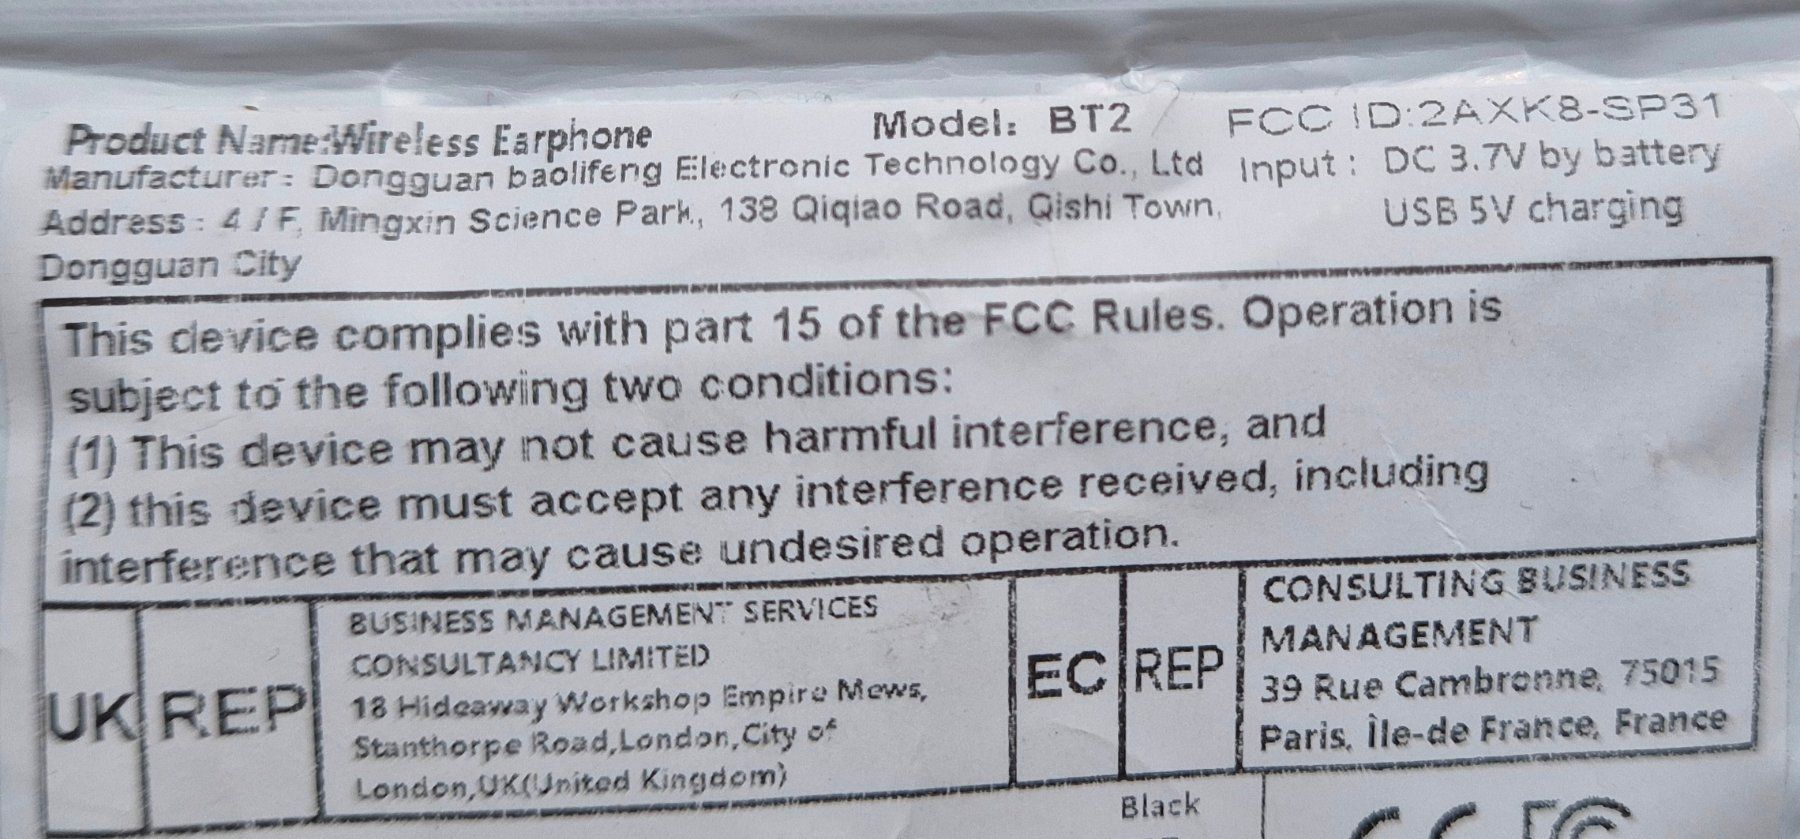 Product Name:Wireless Earphone Model: BT2 FCC ID:2AXK8-SP31
Manufacturer: Dongguan baolifeng Electronic Technology Co., Ltd Input: DC 3.7V by battery
Address: 4/F, Mingxin Science Park, 138 Qiqiao Road, Qishi Town, USB 5V charging
Dongguan City
This device complies with part 15 of the FCC Rules. Operation is
subject to the following two conditions:
(1) This device may not cause harmful interference, and
(2) this device must accept any interference received, including
interference that may cause undesired operation.
UK REP
BUSINESS MANAGEMENT SERVICES
CONSULTANCY LIMITED
18 Hideaway Workshop Empire Mews,
Stanthorpe Road,London,City of
London,UK(United Kingdom)
EC REP
CONSULTING BUSINESS
MANAGEMENT
39 Rue Cambronne, 75015
Paris, Île-de France, France
Black
CE FC